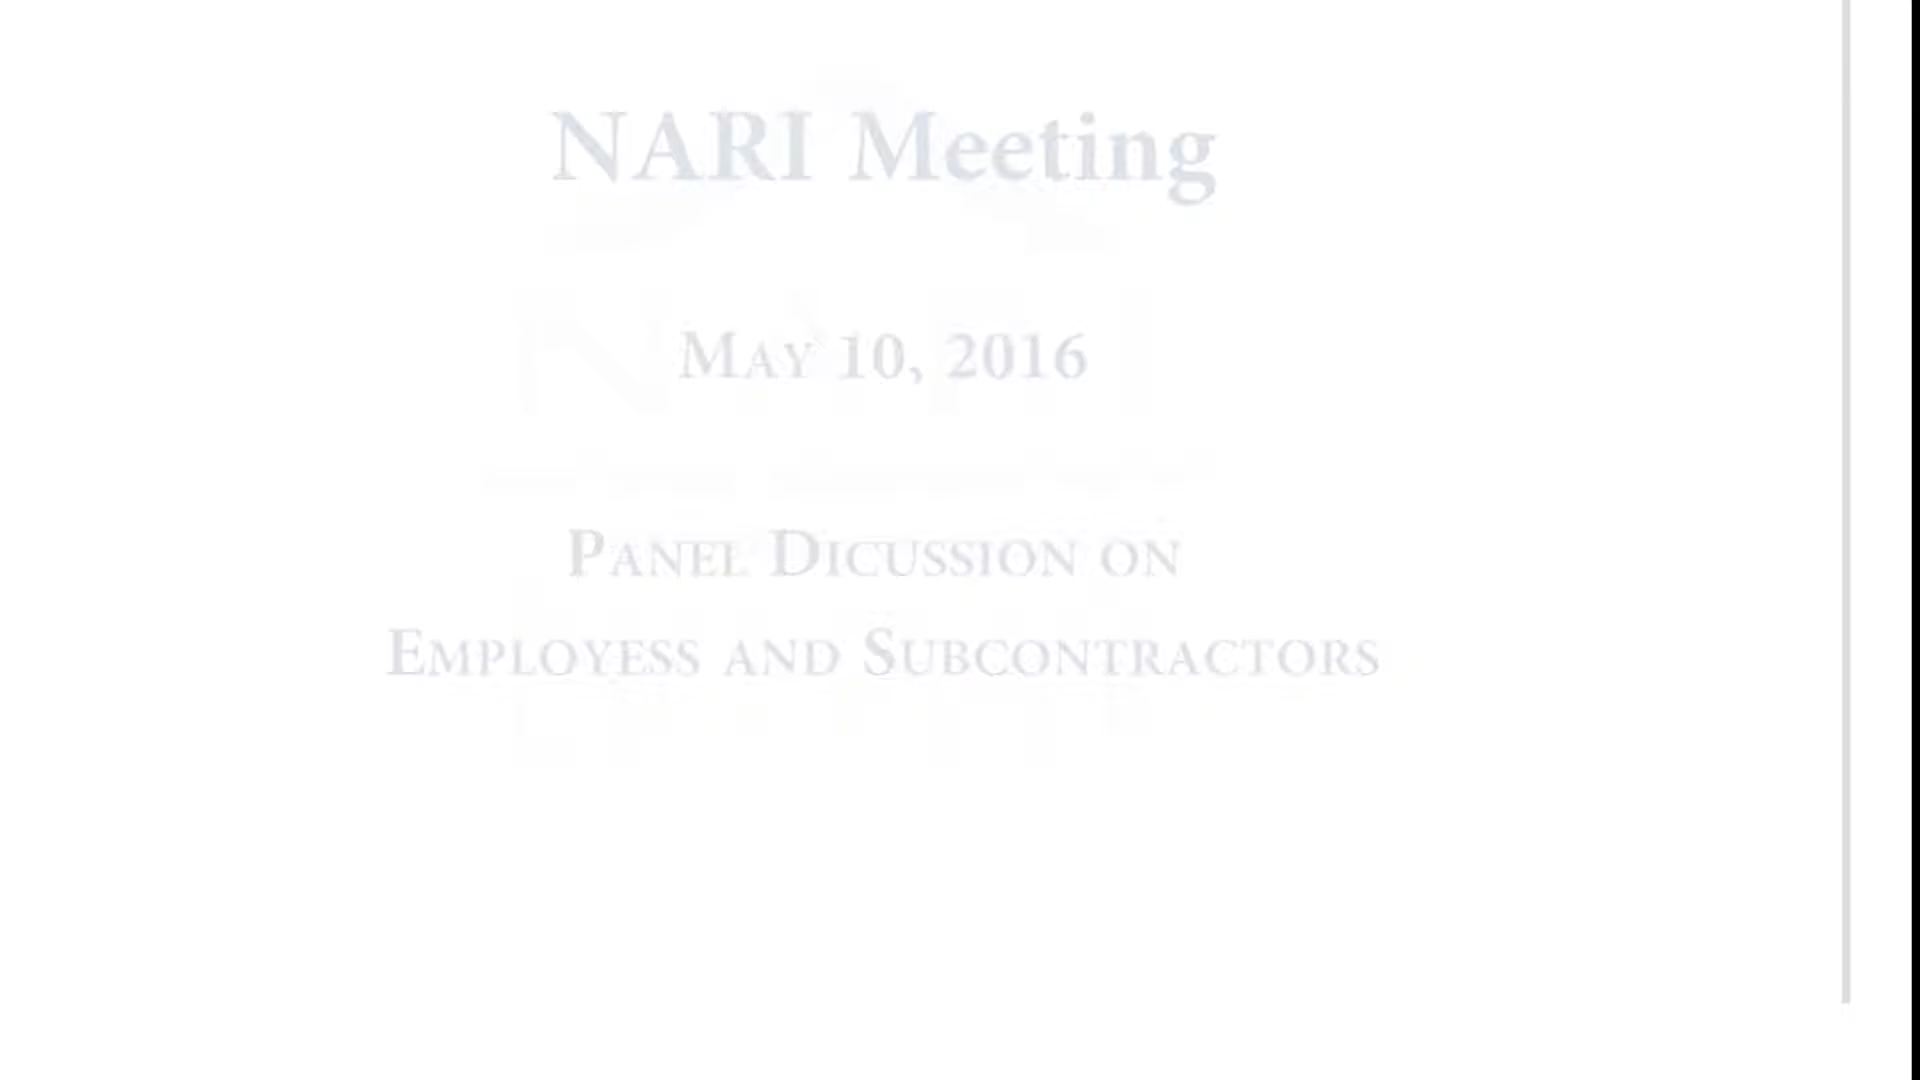 NARI Meeting
May 10, 2016
Panel Dicussion on
Employess and Subcontractors